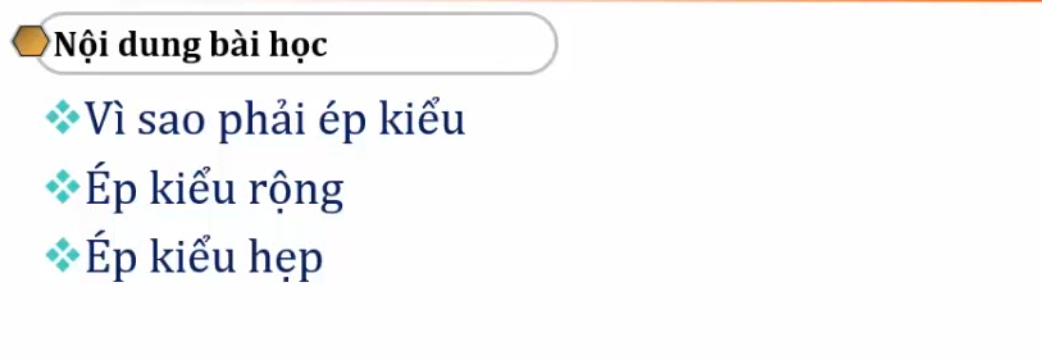 Nội dung bài học
Vì sao phải ép kiểu
Ép kiểu rộng
Ép kiểu hẹp